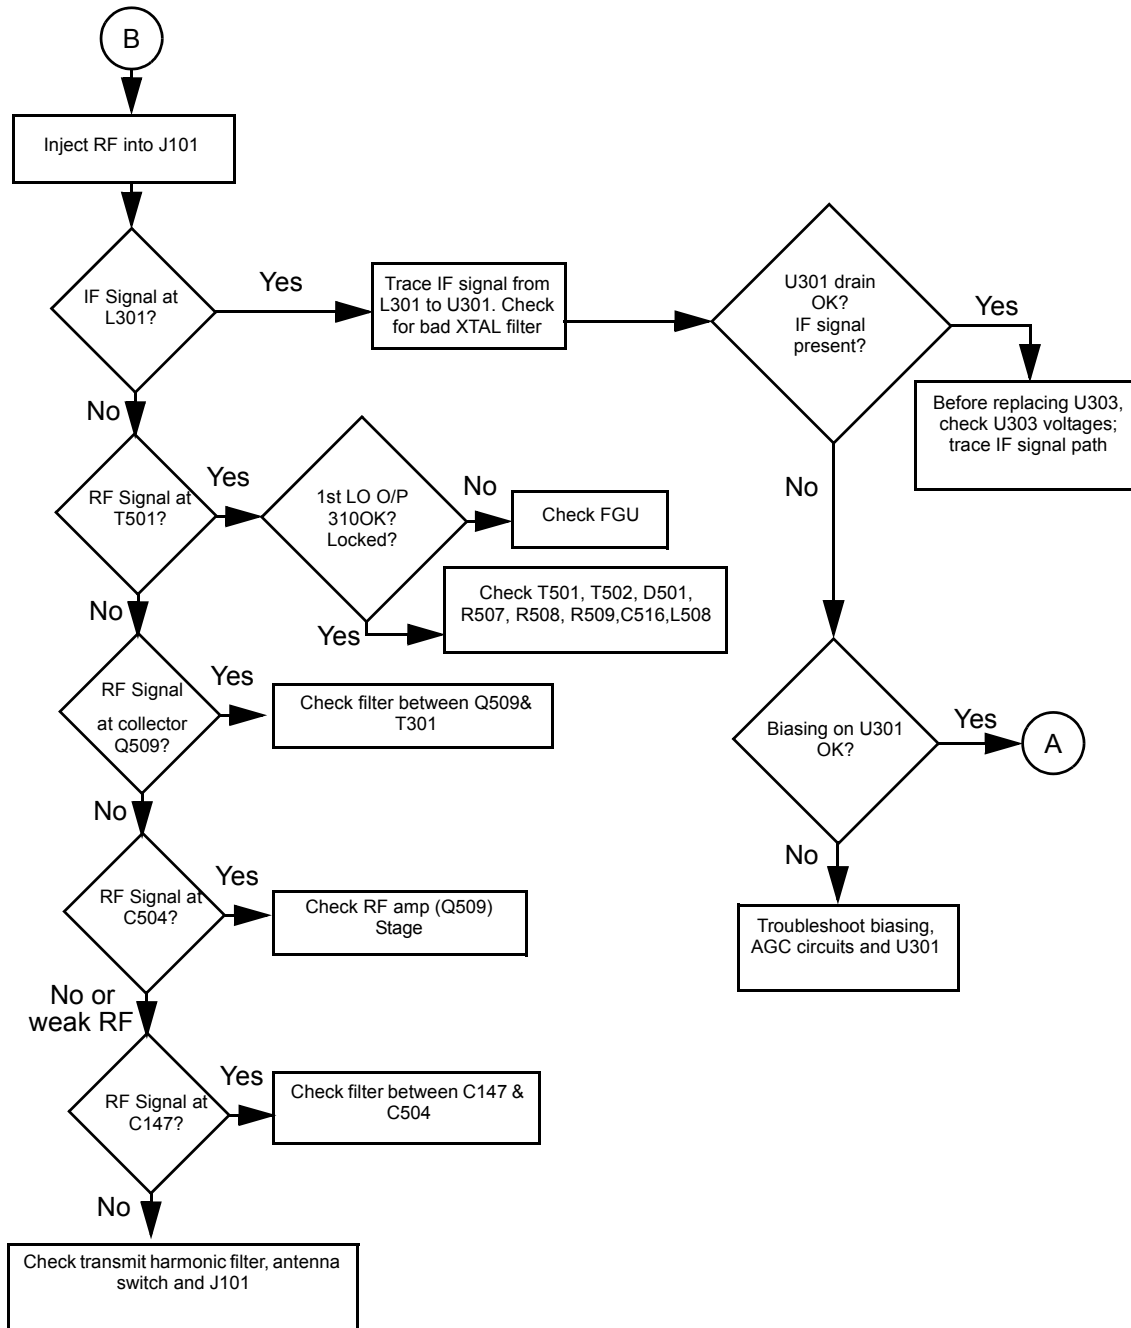 B
Inject RF into J101
IF Signal at
L301?
Yes
Trace IF signal from
L301 to U301. Check
for bad XTAL filter
U301 drain
OK?
IF signal
present?
Yes
Before replacing U303,
check U303 voltages;
trace IF signal path
No
No
RF Signal at
T501?
Yes
1st LO O/P
310OK?
Locked?
No
Check FGU
Yes
Check T501, T502, D501,
R507, R508, R509,C516,L508
No
RF Signal
at collector
Q509?
Yes
Check filter between Q509&
T301
Biasing on U301
OK?
Yes
A
No
Troubleshoot biasing,
AGC circuits and U301
No
RF Signal at
C504?
Yes
Check RF amp (Q509)
Stage
No or
weak RF
RF Signal at
C147?
Yes
Check filter between C147 &
C504
No
Check transmit harmonic filter, antenna
switch and J101